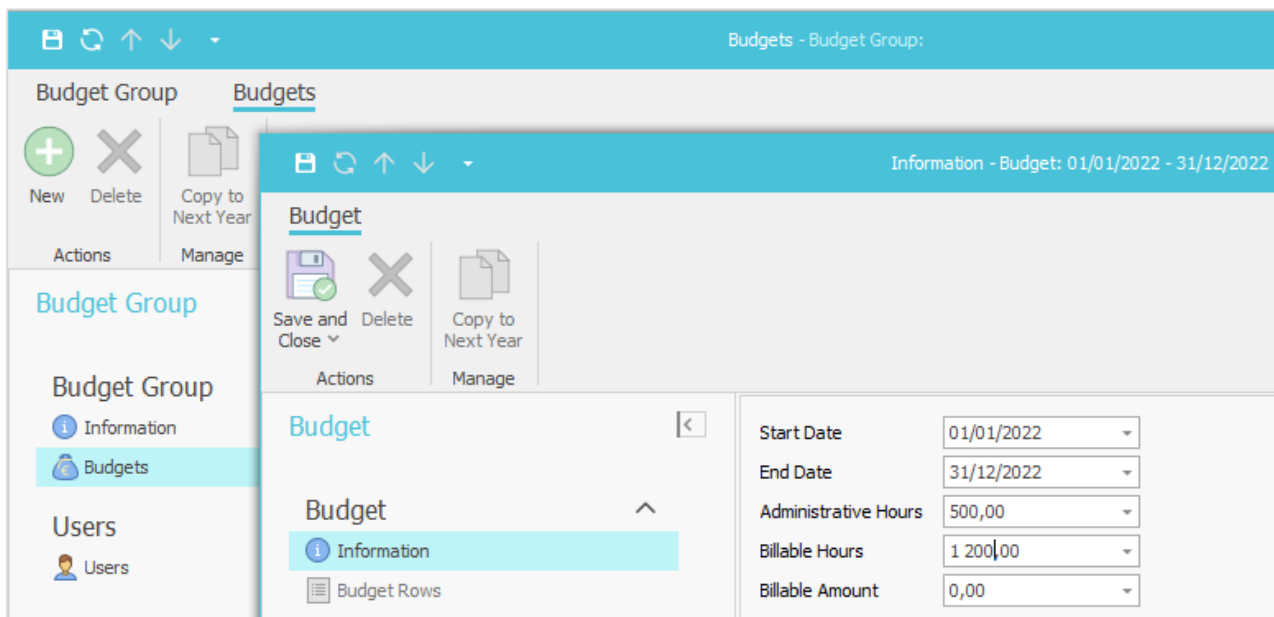 Budgets - Budget Group:
Budget Group Budgets
New Delete Copy to
Next Year
Actions Manage
Budget Group
Budget Group
Information
Budgets
Users
Users
Information - Budget: 01/01/2022 - 31/12/2022
Budget
Save and Delete Copy to
Close Next Year
Actions Manage
Budget
Budget
Information
Budget Rows
Start Date 01/01/2022
End Date 31/12/2022
Administrative Hours 500,00
Billable Hours 1 200,00
Billable Amount 0,00